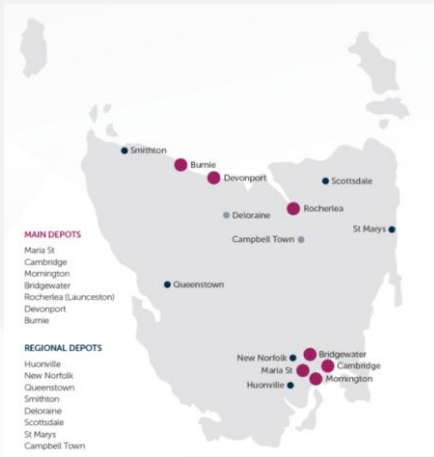 Smithton
Burnie
Devonport
Scottsdale
Rocherlea
Deloraine
St Marys
Campbell Town
MAIN DEPOTS
Maria St
Cambridge
Mornington
Bridgewater
Rocherlea (Launceston)
Devonport
Burnie
Queenstown
REGIONAL DEPOTS
Huonville
New Norfolk
Queenstown
Smithton
Deloraine
Scottsdale
St Marys
Campbell Town
Bridgewater
New Norfolk
Cambridge
Maria St
Mornington
Huonville